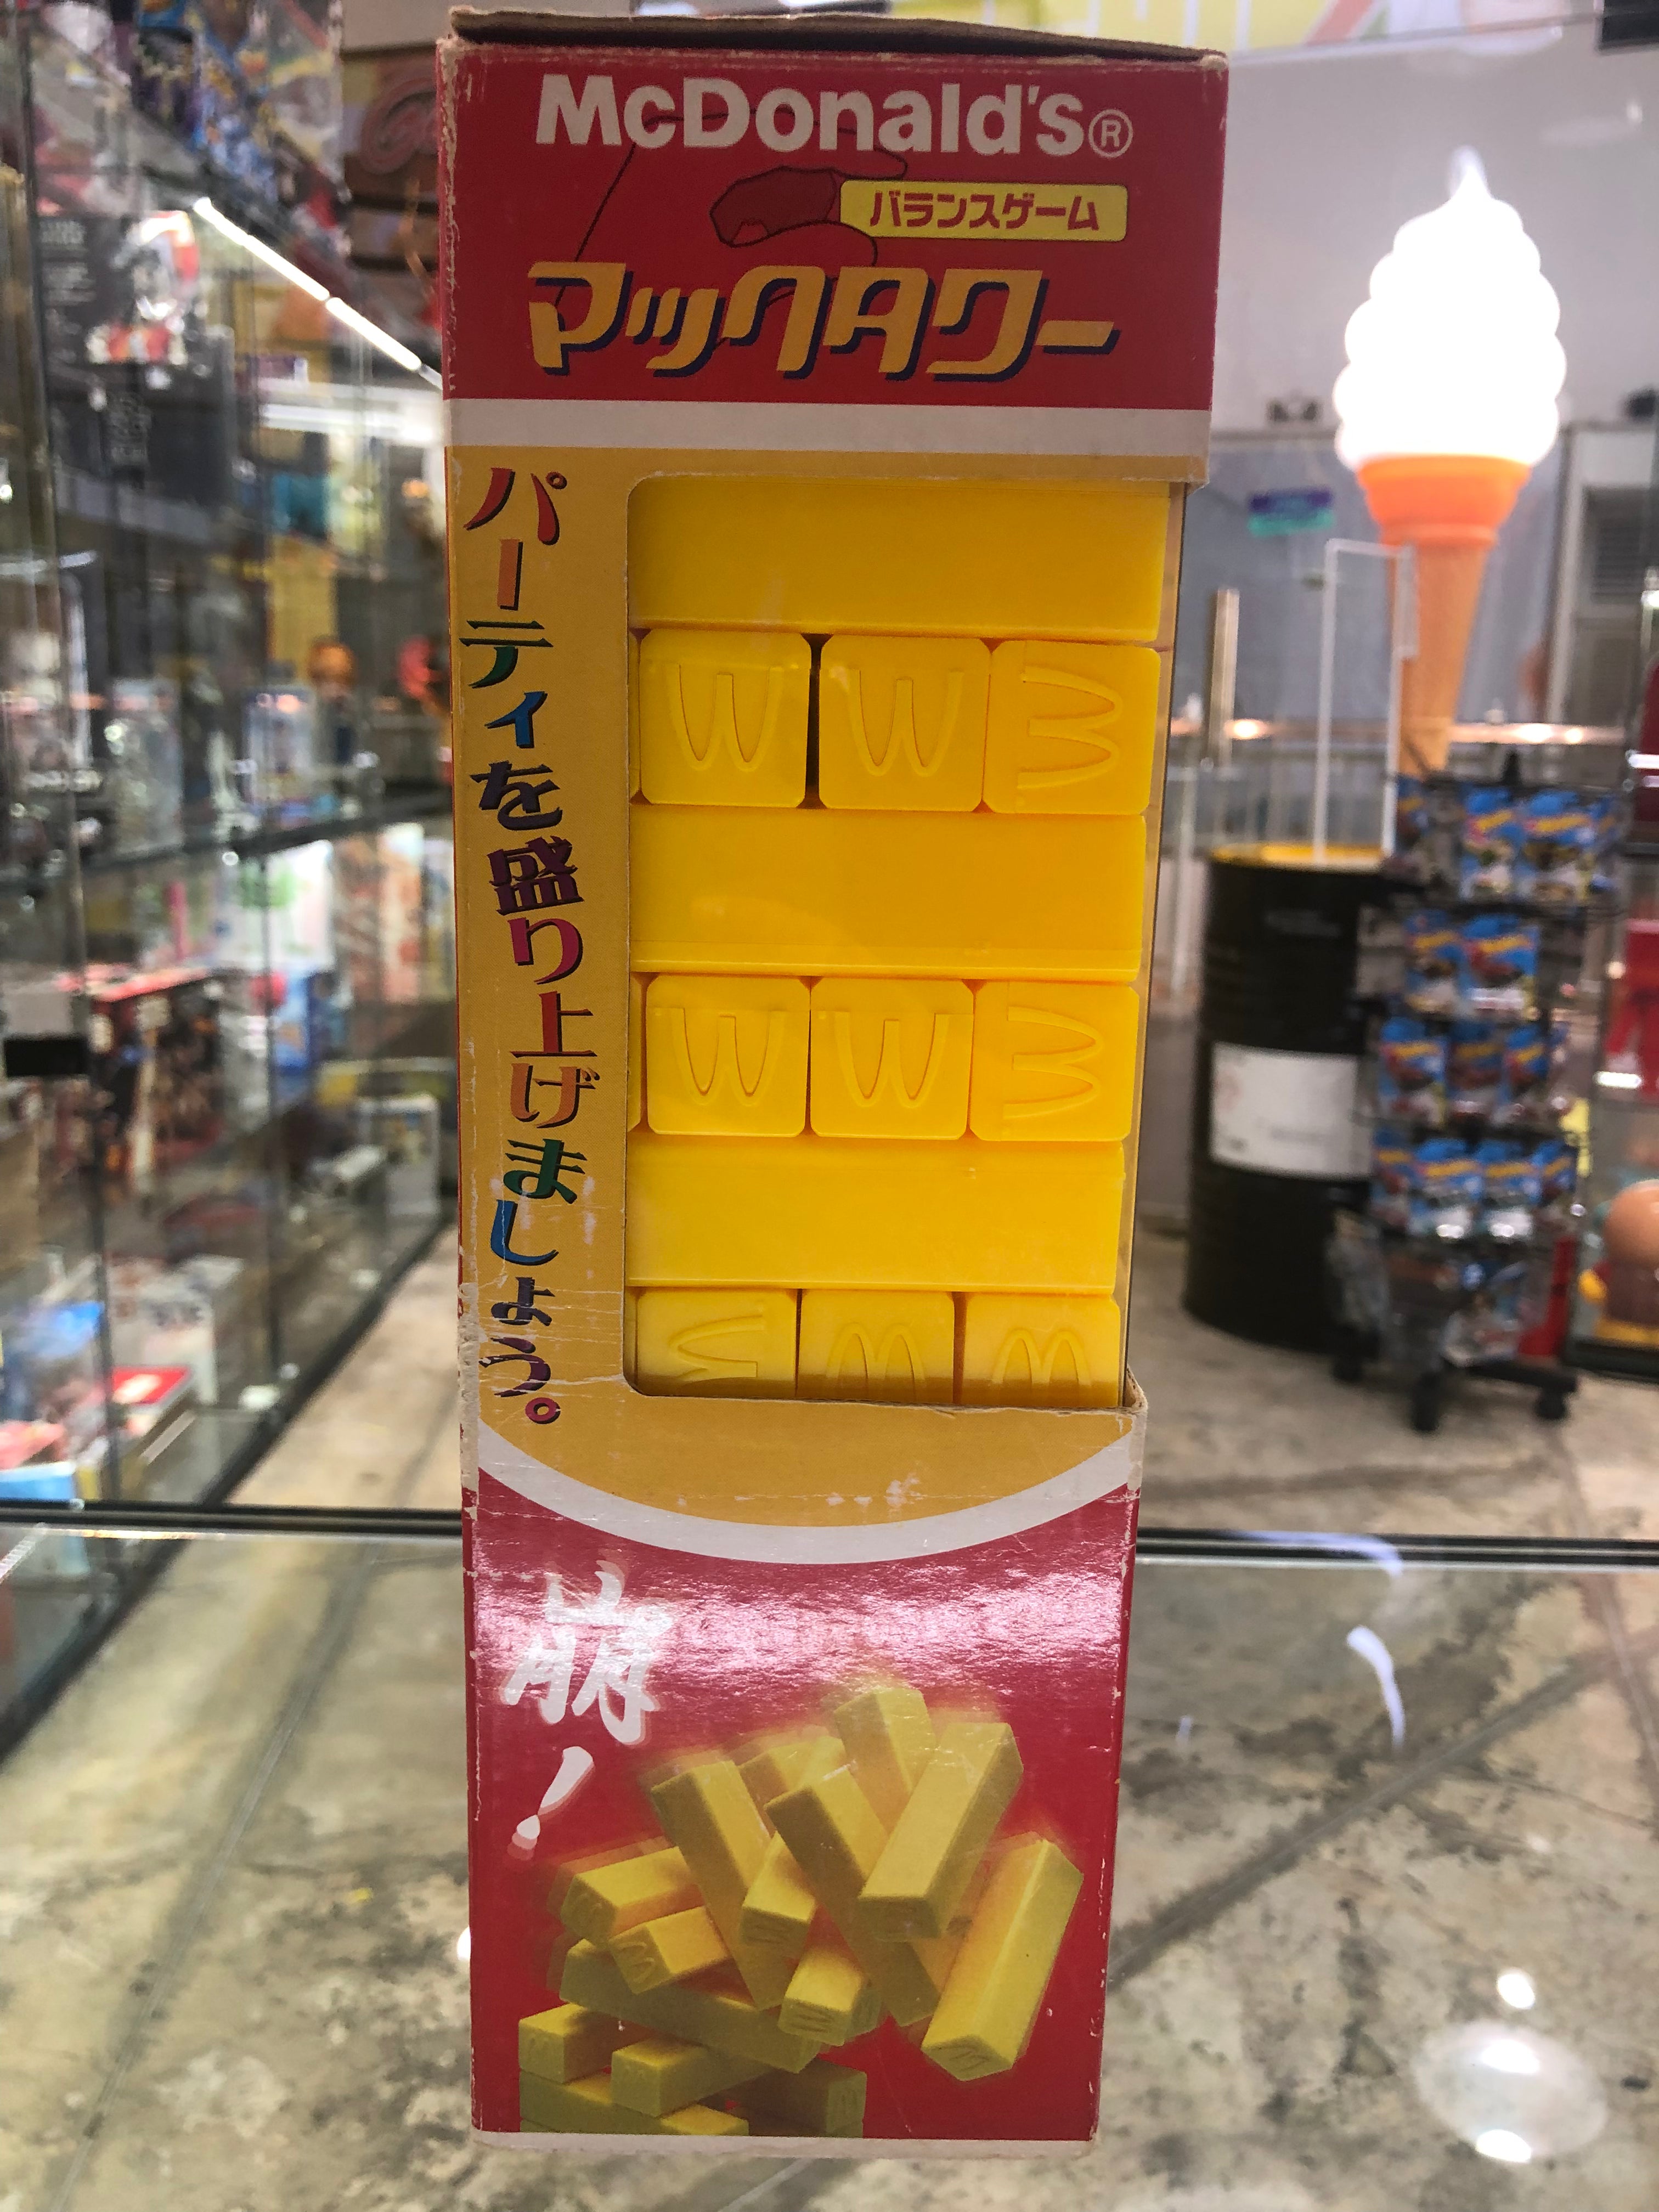 McDonald's®
バランスゲーム
マックタワー
パーティを盛り上げましょう。
崩!